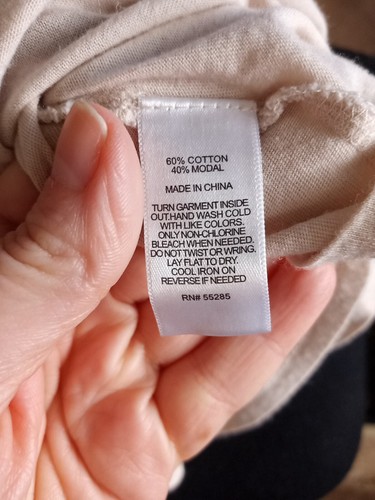 60% COTTON
40% MODAL
MADE IN CHINA
TURN GARMENT INSIDE
OUT.HAND WASH COLD
WITH LIKE COLORS.
ONLY NON-CHLORINE
BLEACH WHEN NEEDED.
DO NOT TWIST OR WRING.
LAY FLAT TO DRY.
COOL IRON ON
REVERSE IF NEEDED
RN# 55285